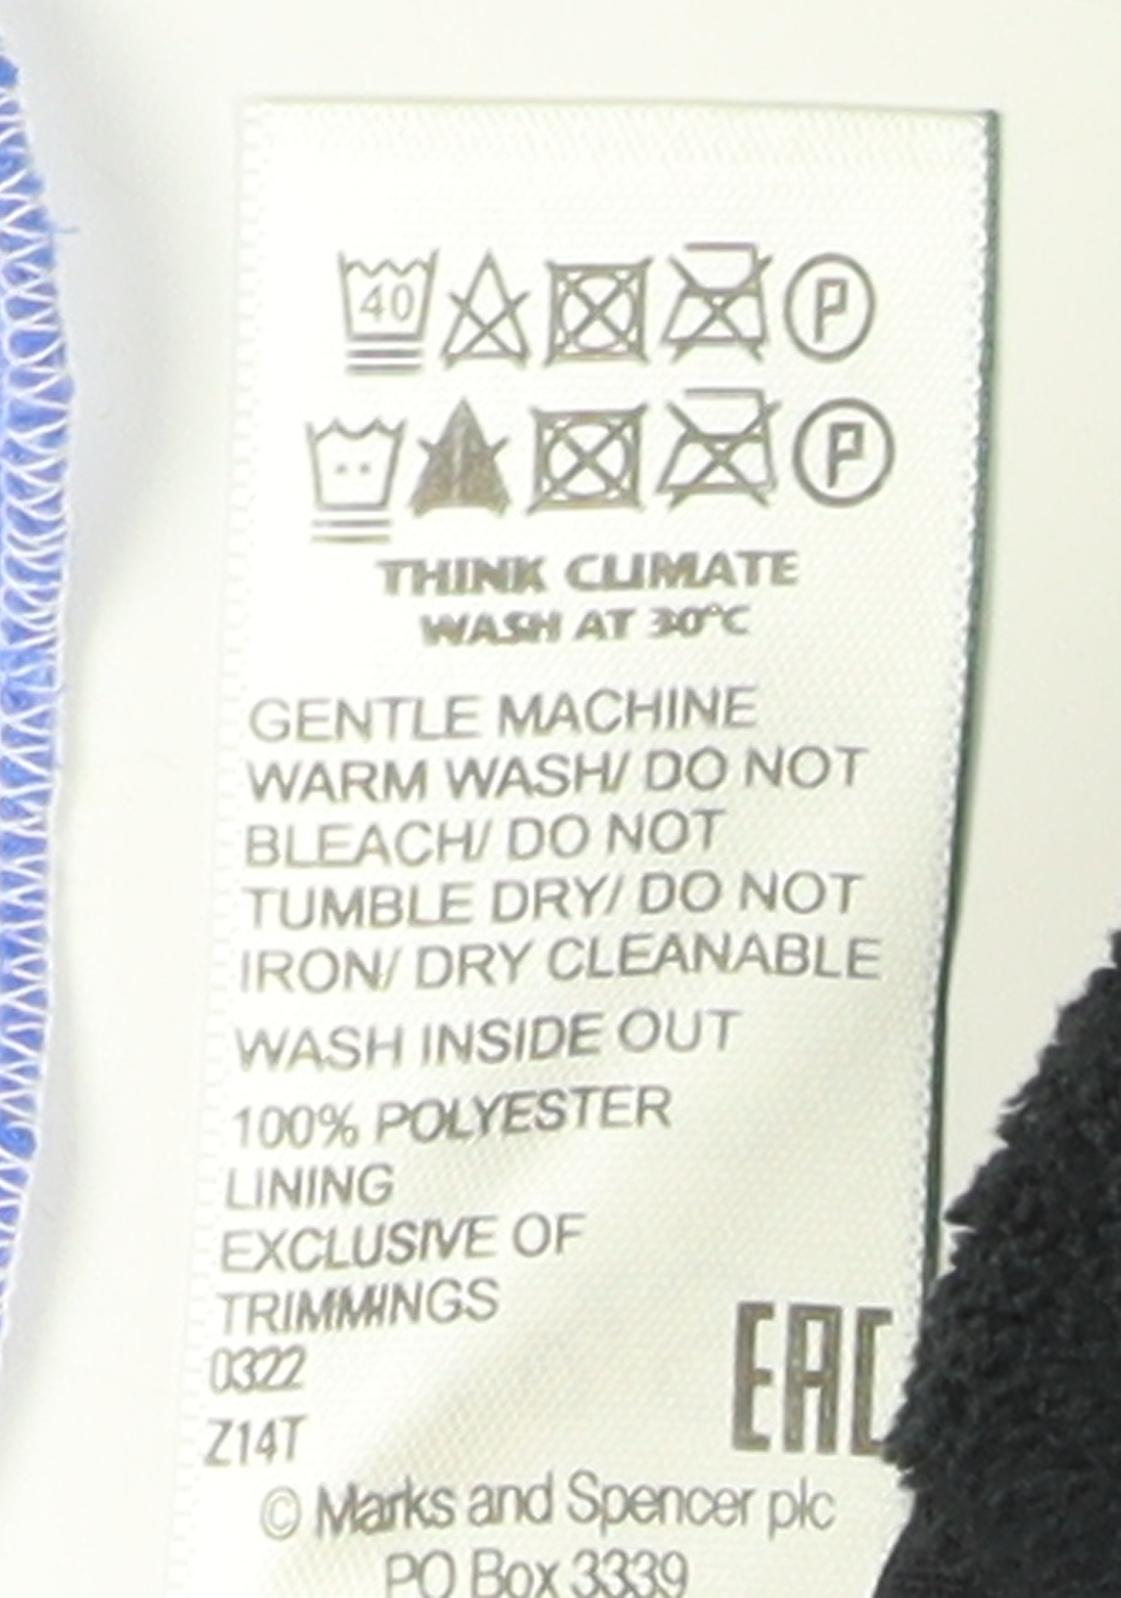 40 P
P
THINK CLIMATE
WASH AT 30°C
GENTLE MACHINE
WARM WASH/ DO NOT
BLEACH/ DO NOT
TUMBLE DRY/ DO NOT
IRON/ DRY CLEANABLE
WASH INSIDE OUT
100% POLYESTER
LINING
EXCLUSIVE OF
TRIMMINGS
0322
EAC
Z14T
© Marks and Spencer plc
PO Box 3339